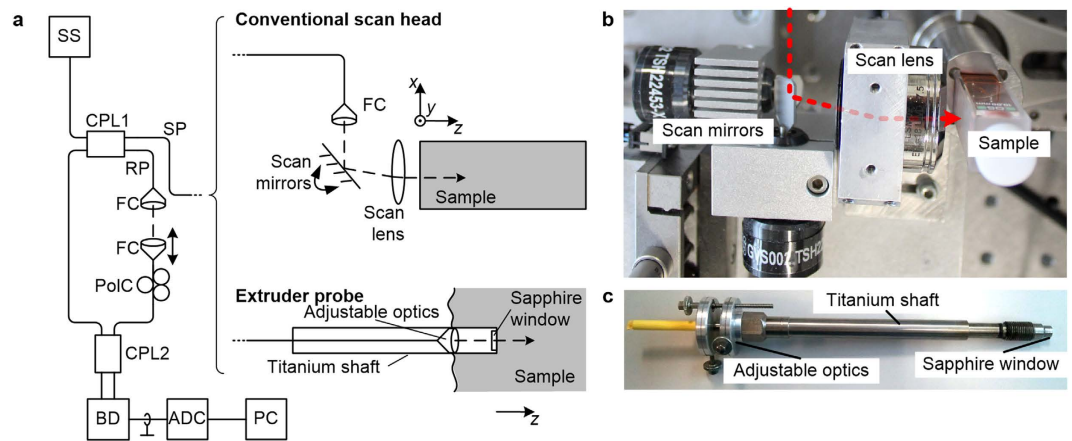 a
SS
CPL1
SP
RP
FC
FC
PolC
CPL2
BD
ADC
PC
Conventional scan head
FC
x
y
z
Scan
mirrors
Scan
lens
Sample
Extruder probe
Adjustable optics
Titanium shaft
Sapphire
window
Sample
z
b
Scan lens
Scan mirrors
Sample
TSH22453-X
GVS002
c
Titanium shaft
Adjustable optics
Sapphire window